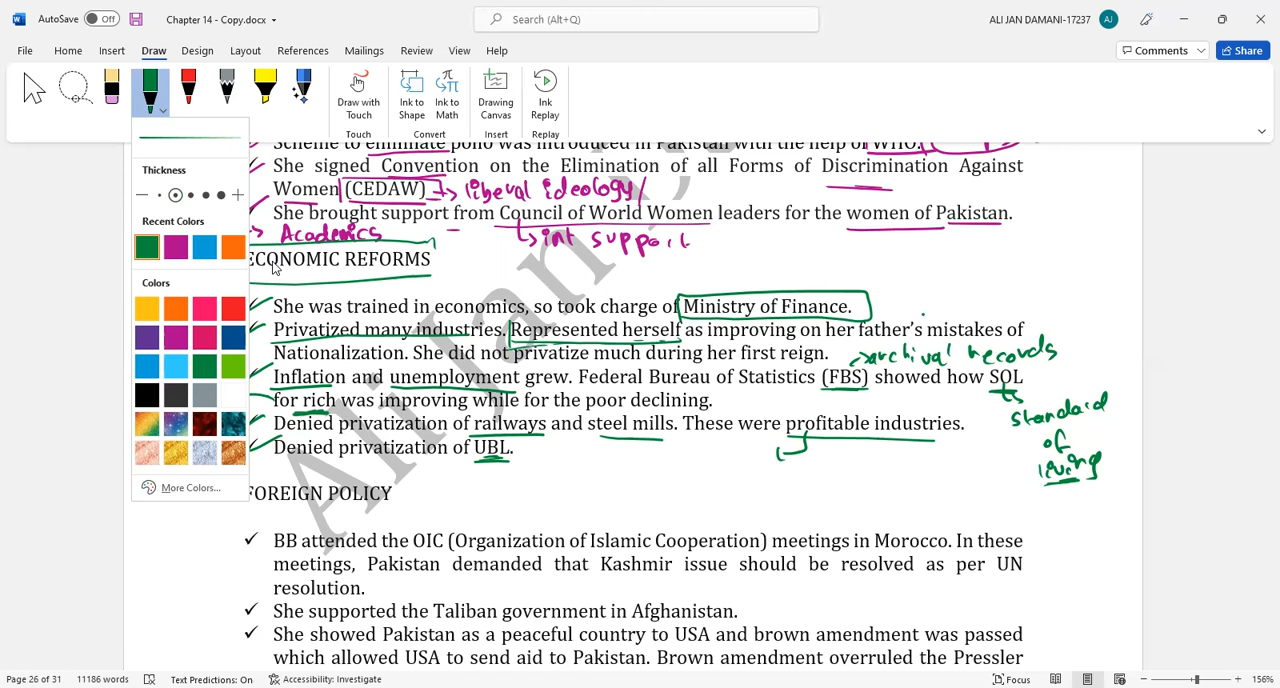 AutoSave Off Chapter 14 - Copy.docx Search (Alt+Q) ALI JAN DAMANI-17237 AJ
File Home Insert Draw Design Layout References Mailings Review View Help Comments Share
Draw with Touch Ink to Shape Ink to Math Drawing Canvas Ink Replay
Touch Convert Insert Replay
Thickness
Recent Colors
Colors
More Colors...
Scheme to eliminate polio was introduced in Pakistan with the help of WHO.
She signed Convention on the Elimination of all Forms of Discrimination Against
Women (CEDAW) liberal ideology/
She brought support from Council of World Women leaders for the women of Pakistan.
Academics int support
ECONOMIC REFORMS
She was trained in economics, so took charge of Ministry of Finance.
Privatized many industries. Represented herself as improving on her father's mistakes of
Nationalization. She did not privatize much during her first reign.
archival records
Inflation and unemployment grew. Federal Bureau of Statistics (FBS) showed how SOL
for rich was improving while for the poor declining.
standard of living
Denied privatization of railways and steel mills. These were profitable industries.
Denied privatization of UBL.
FOREIGN POLICY
✓ BB attended the OIC (Organization of Islamic Cooperation) meetings in Morocco. In these
meetings, Pakistan demanded that Kashmir issue should be resolved as per UN
resolution.
✓ She supported the Taliban government in Afghanistan.
✓ She showed Pakistan as a peaceful country to USA and brown amendment was passed
which allowed USA to send aid to Pakistan. Brown amendment overruled the Pressler
Ali Jan
Page 26 of 31 11186 words Text Predictions: On Accessibility: Investigate Focus 156%